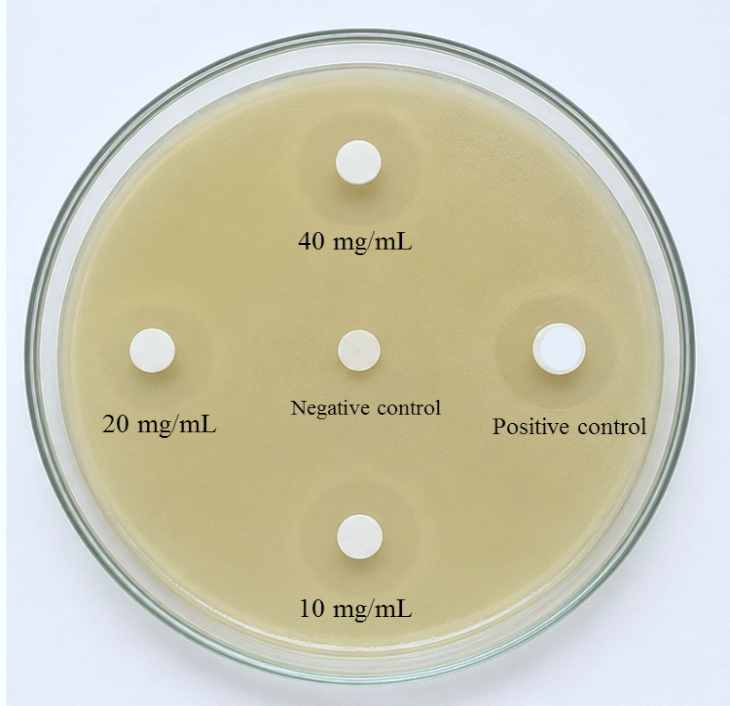 40 mg/mL
20 mg/mL
Negative control
Positive control
10 mg/mL